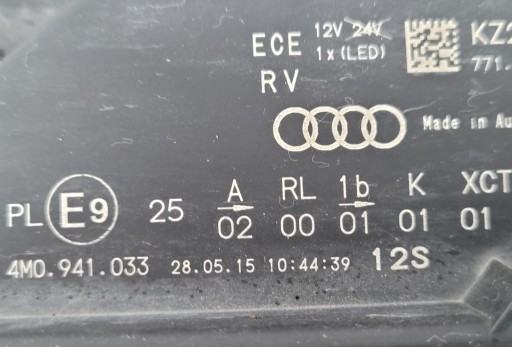 ECE 12V 24V KZ2
1x(LED) 771.
RV
Made in Au
A RL 1b K XCT
PL E9 25 02 00 01 01 01
4M0.941.033 28.05.15 10:44:39 12S